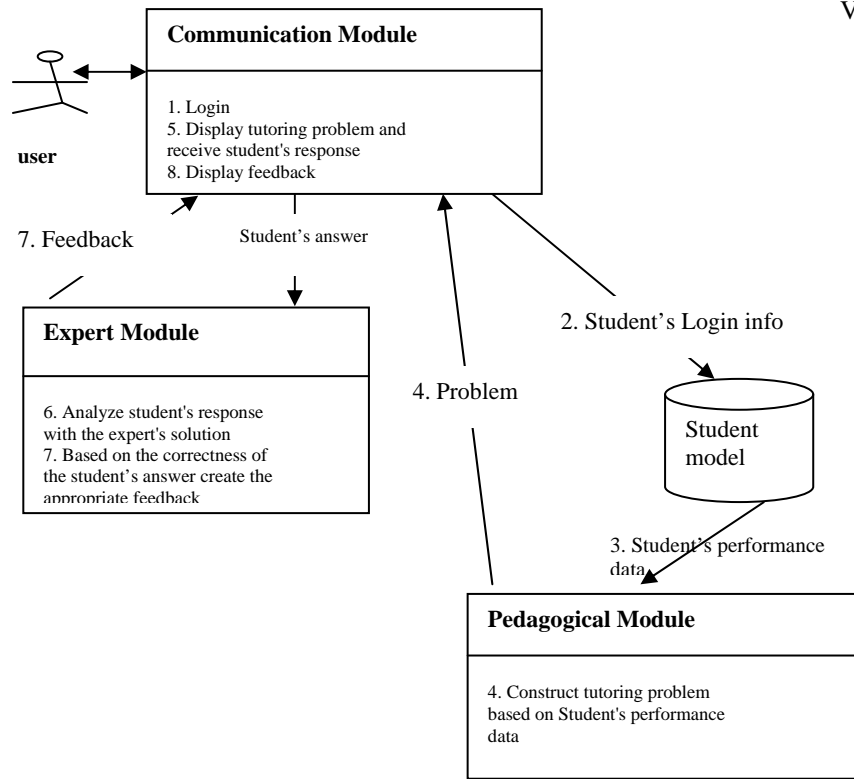 V
Communication Module
1. Login
5. Display tutoring problem and
receive student's response
8. Display feedback
user
7. Feedback
Student's answer
2. Student's Login info
Expert Module
6. Analyze student's response
with the expert's solution
7. Based on the correctness of
the student's answer create the
appropriate feedback
4. Problem
Student
model
3. Student's performance
data
Pedagogical Module
4. Construct tutoring problem
based on Student's performance
data